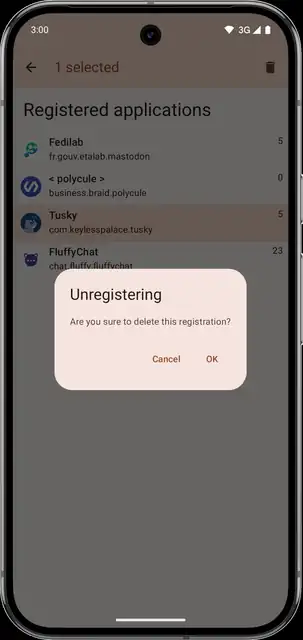 3:00
3G
1 selected
Registered applications
Fedilab
5
fr.gouv.etalab.mastodon
< polycule >
0
business.braid.polycule
Tusky
5
com.keylesspalace.tusky
FluffyChat
23
chat.fluffy.fluffychat
Unregistering
Are you sure to delete this registration?
Cancel OK